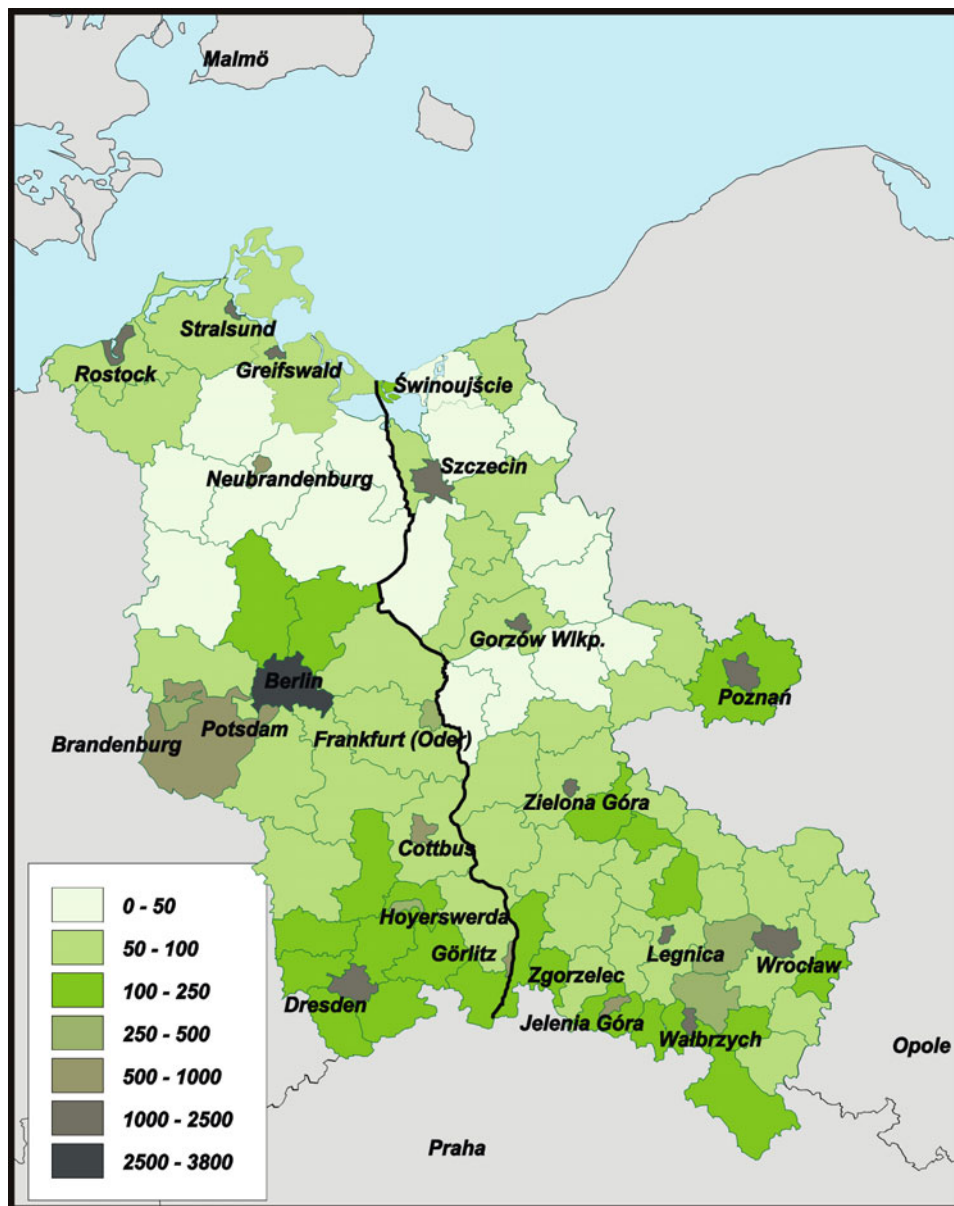 Malmö
Stralsund
Rostock
Greifswald
Świnoujście
Szczecin
Neubrandenburg
Gorzów Wlkp.
Berlin
Poznań
Potsdam
Frankfurt (Oder)
Brandenburg
Zielona Góra
Cottbus
Hoyerswerda
Görlitz
Legnica
Wrocław
Zgorzelec
Dresden
Jelenia Góra
Wałbrzych
Opole
Praha
0 - 50
50 - 100
100 - 250
250 - 500
500 - 1000
1000 - 2500
2500 - 3800